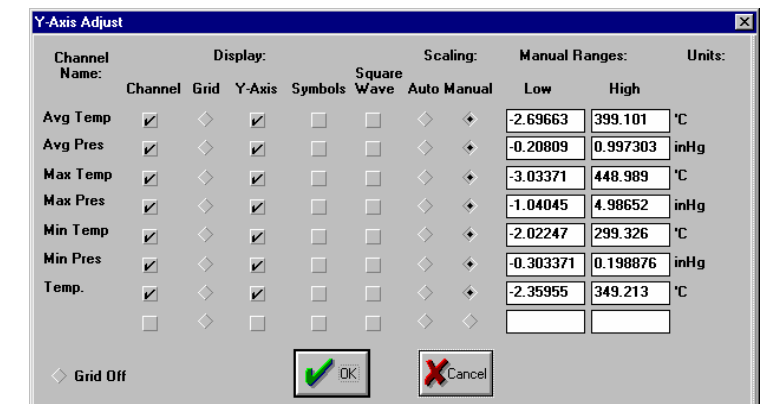 Y-Axis Adjust
Channel Name: Display: Scaling: Manual Ranges: Units:
Channel Grid Y-Axis Symbols Square Wave Auto Manual Low High
Avg Temp -2.69663 399.101 'C
Avg Pres -0.20809 0.997303 inHg
Max Temp -3.03371 448.989 'C
Max Pres -1.04045 4.98652 inHg
Min Temp -2.02247 299.326 'C
Min Pres -0.303371 0.198876 inHg
Temp. -2.35955 349.213 'C
Grid Off OK Cancel